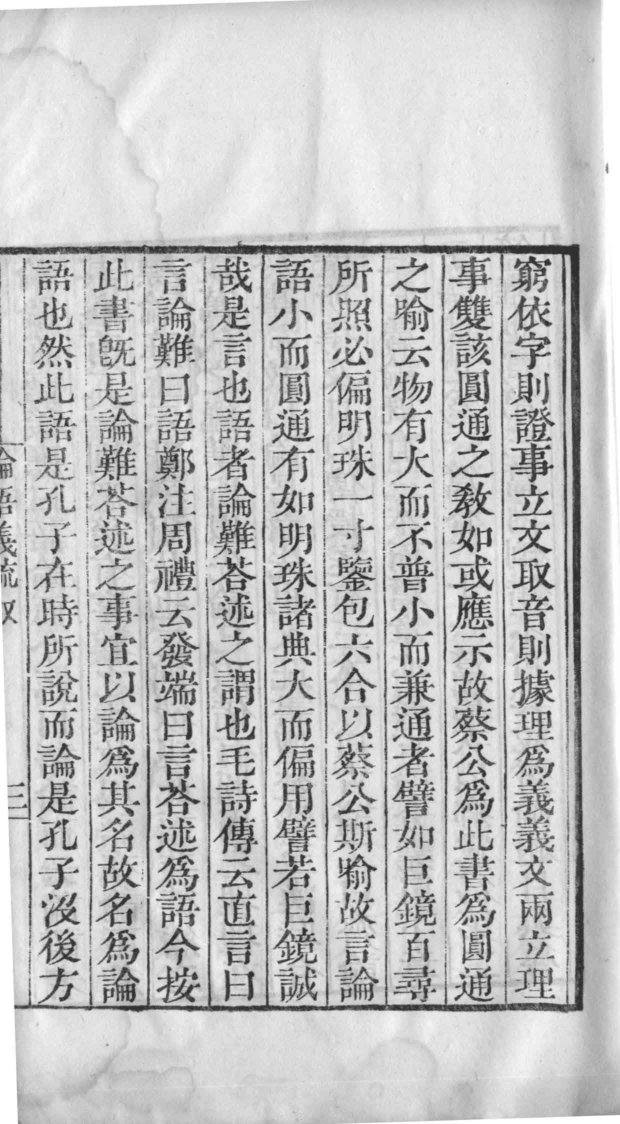 窮依字則證事立文取音則據理爲義義文兩立理
事雙該圓通之敎如或應示故蔡公爲此書爲圓通
之喻云物有大而不普小而兼通者譬如巨鏡百尋
所照必偏明珠一寸鑒包六合以蔡公斯喻故言論
語小而圓通有如明珠諸典大而偏用譬若巨鏡誠
哉是言也語者論難荅述之謂也毛詩傳云直言曰
言論難曰語鄭注周禮云發端曰言荅述爲語今按
此書旣是論難荅述之事宜以論爲其名故名爲論
語也然此語是孔子在時所說而論是孔子沒後方
論語義疏叙 三